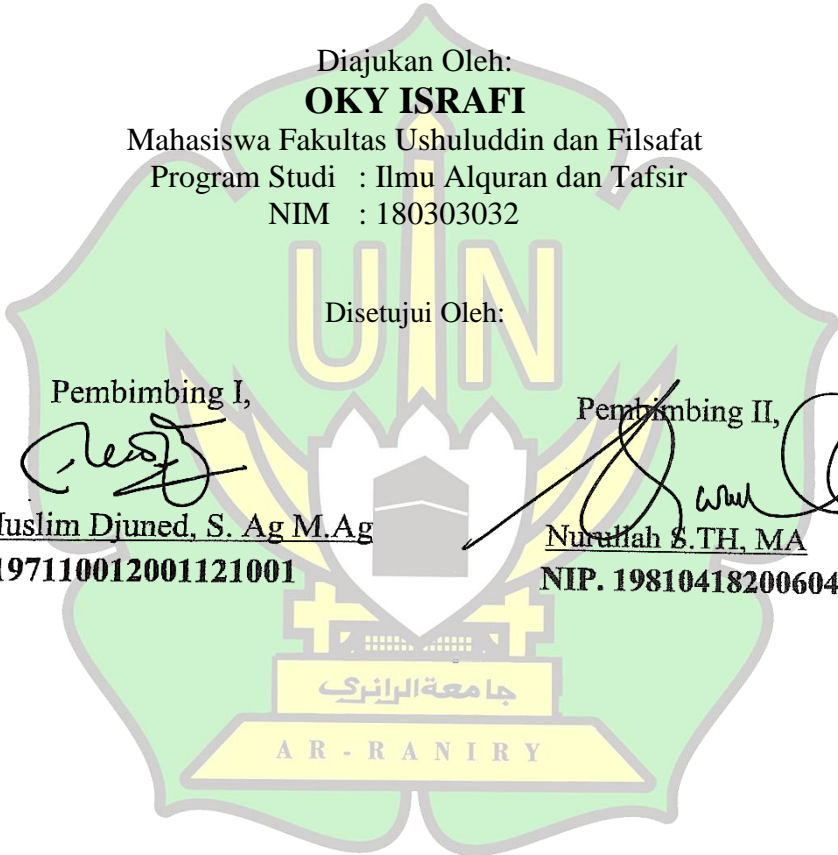 Diajukan Oleh:
OKY ISRAFI
Mahasiswa Fakultas Ushuluddin dan Filsafat
Program Studi : Ilmu Alquran dan Tafsir
NIM : 180303032
Disetujui Oleh:
UIN
Pembimbing I,
Pembimbing II,
Djuned, S. Ag M.Ag
Nurullah S.TH, MA
197110012001121001
NIP. 19810418200604
جامعة الرانري
AR - RANIRY